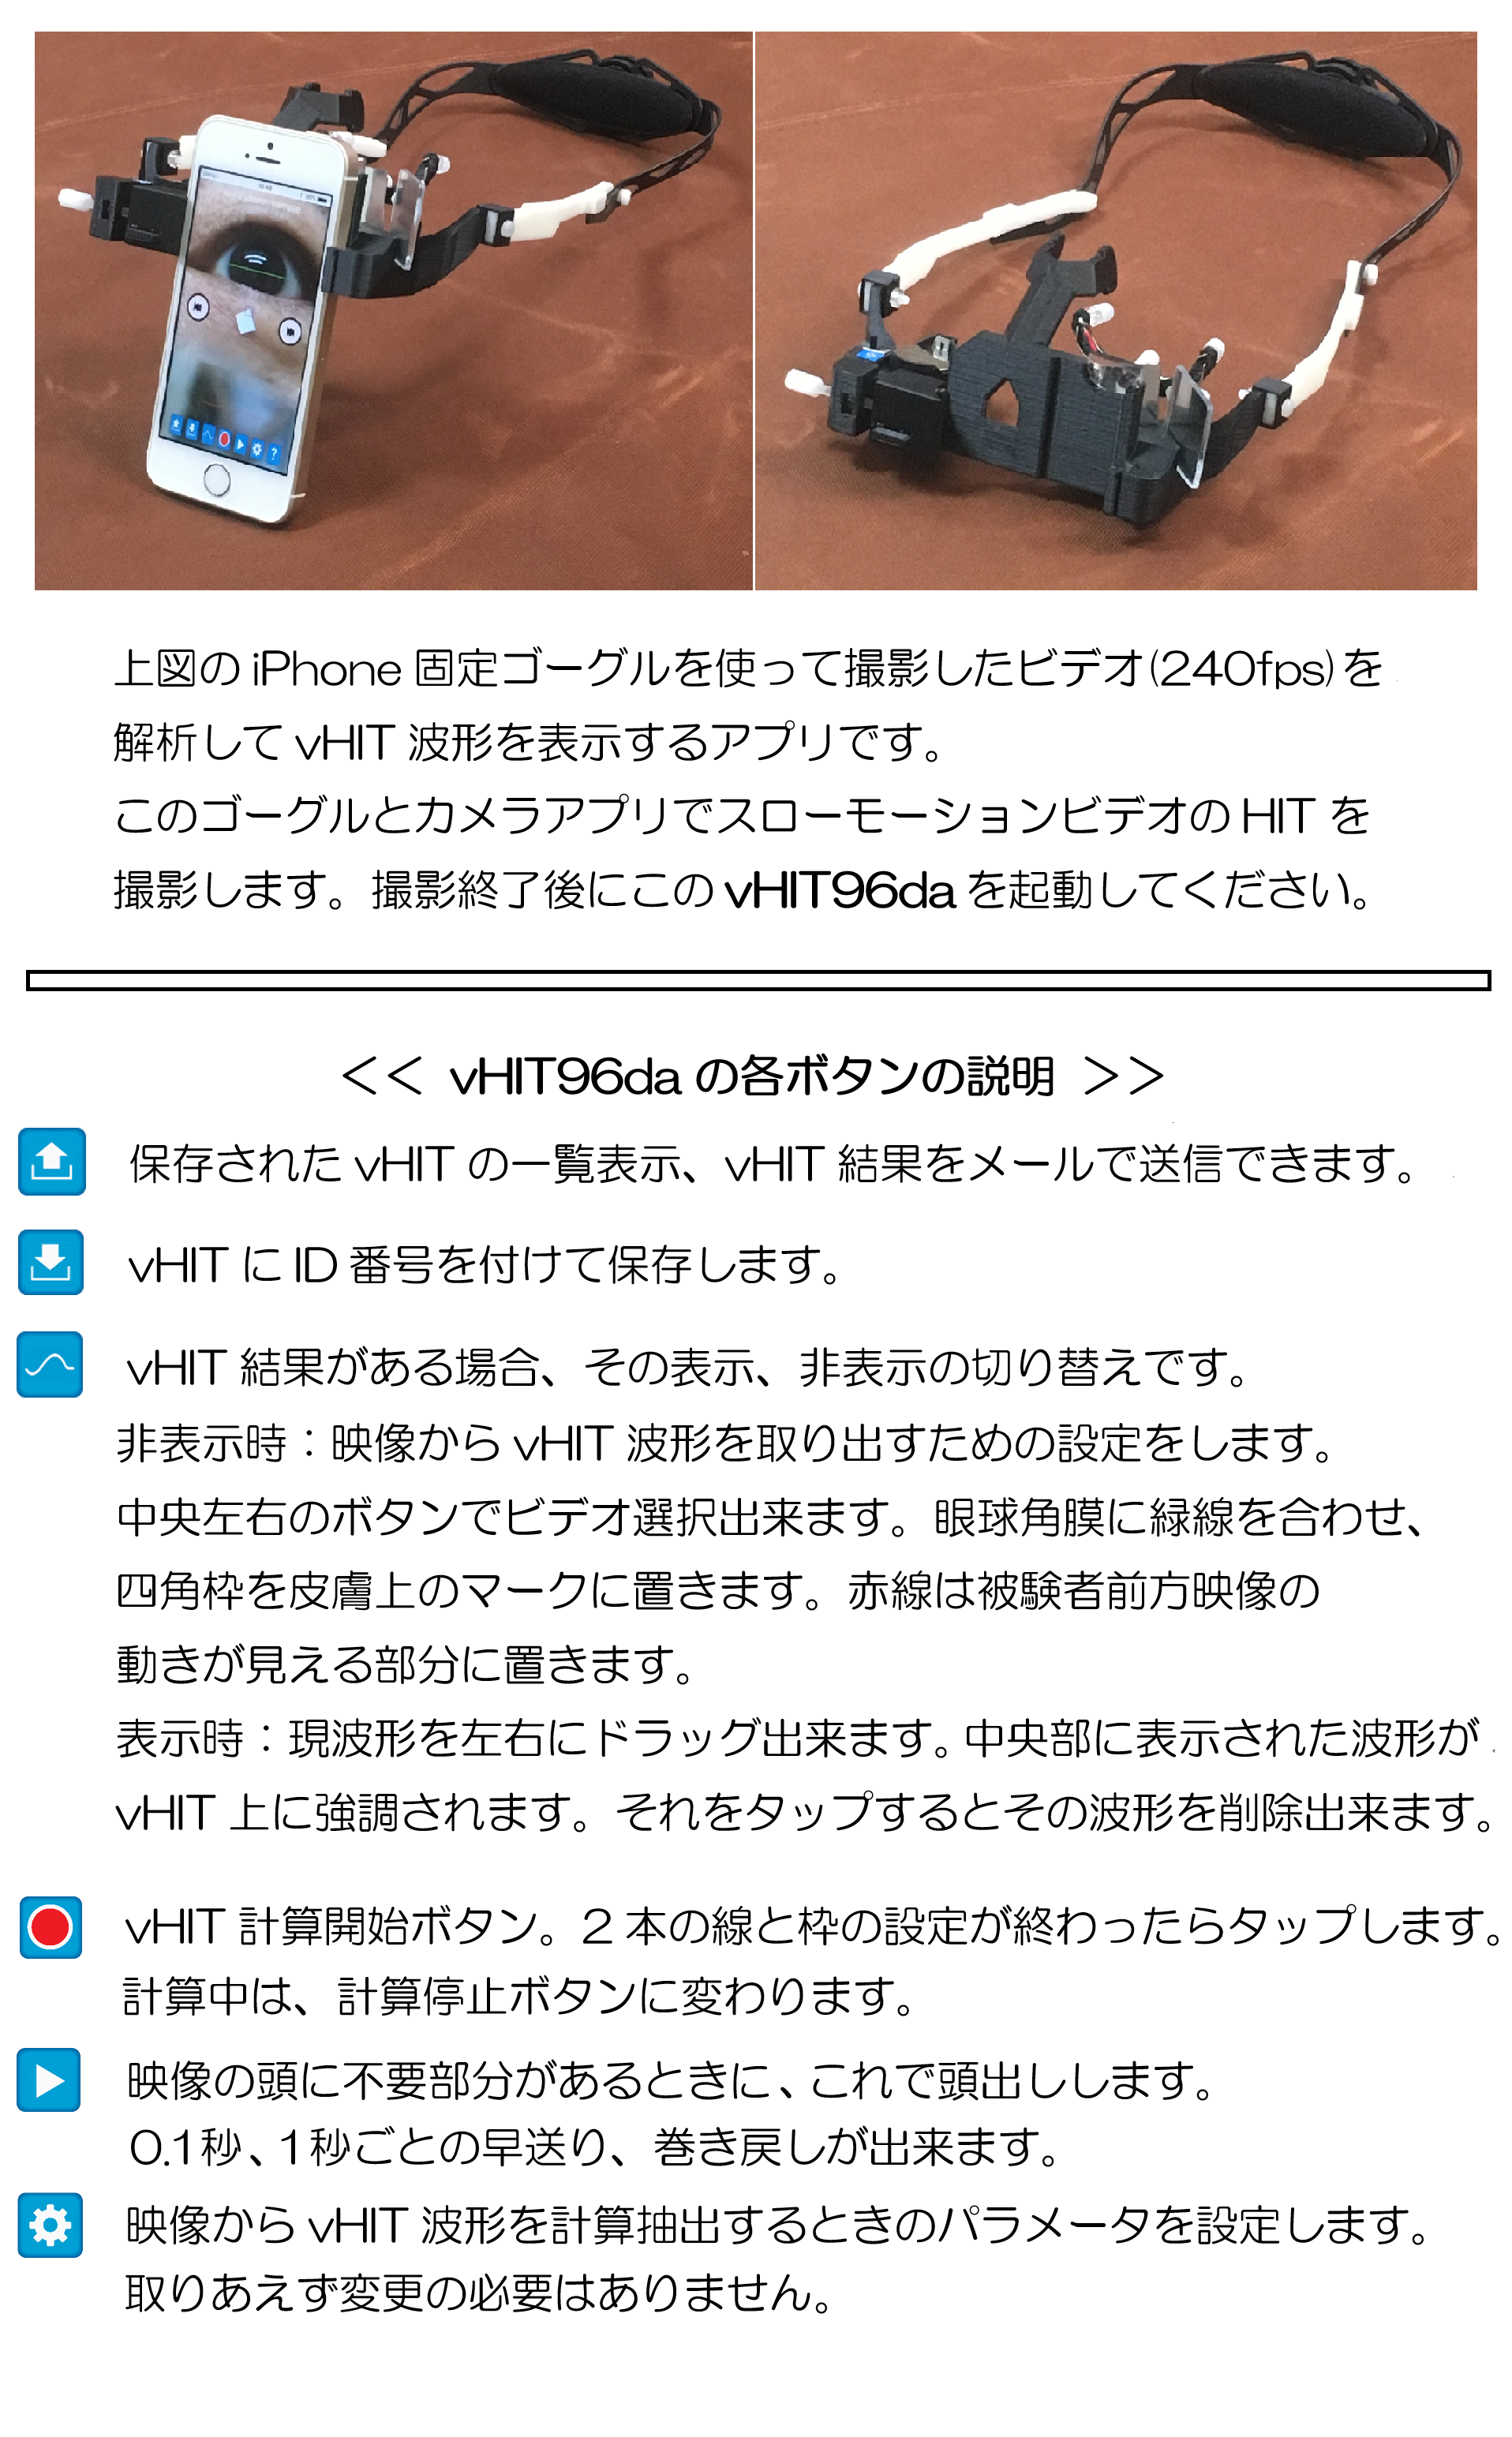 上図の iPhone 固定ゴーグルを使って撮影したビデオ(240fps)を
解析して vHIT 波形を表示するアプリです。
このゴーグルとカメラアプリでスローモーションビデオの HIT を
撮影します。撮影終了後にこの vHIT96da を起動してください。
<< vHIT96da の各ボタンの説明 >>
保存された vHIT の一覧表示、vHIT 結果をメールで送信できます。
vHIT に ID 番号を付けて保存します。
vHIT 結果がある場合、その表示、非表示の切り替えです。
非表示時：映像から vHIT 波形を取り出すための設定をします。
中央左右のボタンでビデオ選択出来ます。眼球角膜に緑線を合わせ、
四角枠を皮膚上のマークに置きます。赤線は被験者前方映像の
動きが見える部分に置きます。
表示時：現波形を左右にドラッグ出来ます。中央部に表示された波形が
vHIT 上に強調されます。それをタップするとその波形を削除出来ます。
vHIT 計算開始ボタン。2 本の線と枠の設定が終わったらタップします。
計算中は、計算停止ボタンに変わります。
映像の頭に不要部分があるときに、これで頭出しします。
0.1秒、1秒ごとの早送り、巻き戻しが出来ます。
映像から vHIT 波形を計算抽出するときのパラメータを設定します。
取りあえず変更の必要はありません。